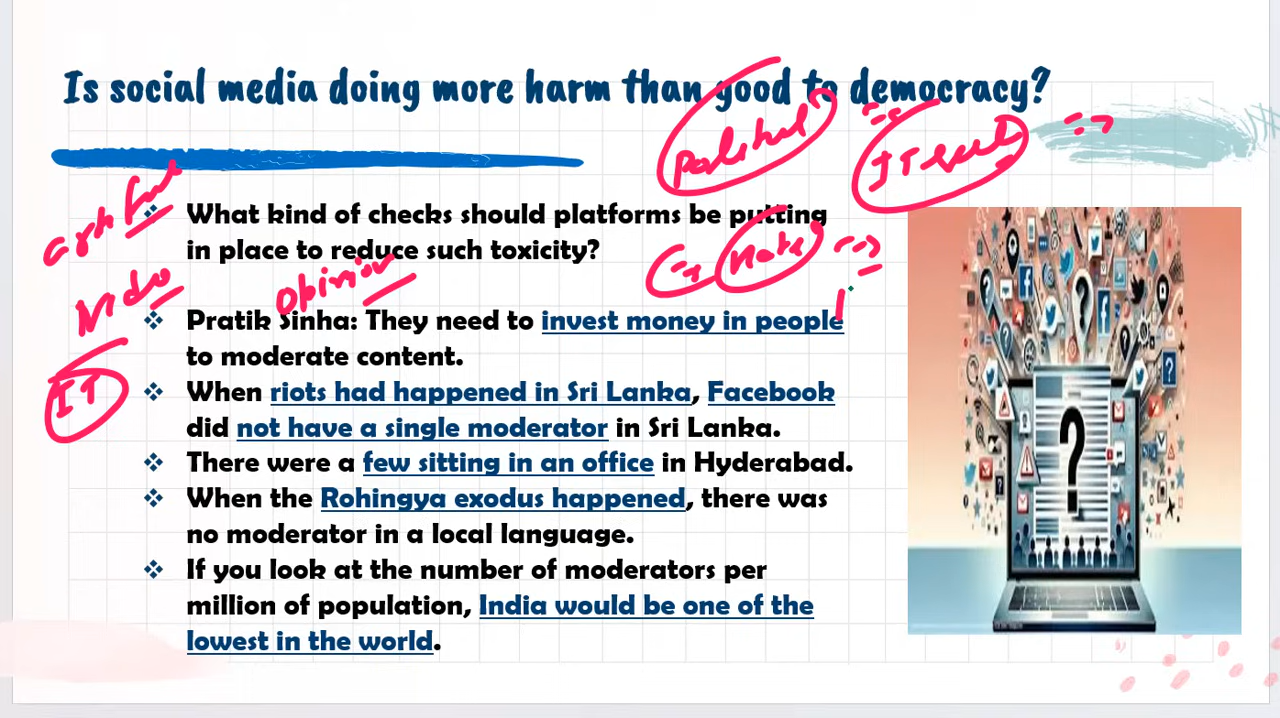 Is social media doing more harm than good to democracy?
What kind of checks should platforms be putting
in place to reduce such toxicity?
Opinion
Pratik Sinha: They need to invest money in people
to moderate content.
IT
When riots had happened in Sri Lanka, Facebook
did not have a single moderator in Sri Lanka.
There were a few sitting in an office in Hyderabad.
When the Rohingya exodus happened, there was
no moderator in a local language.
If you look at the number of moderators per
million of population, India would be one of the
lowest in the world.